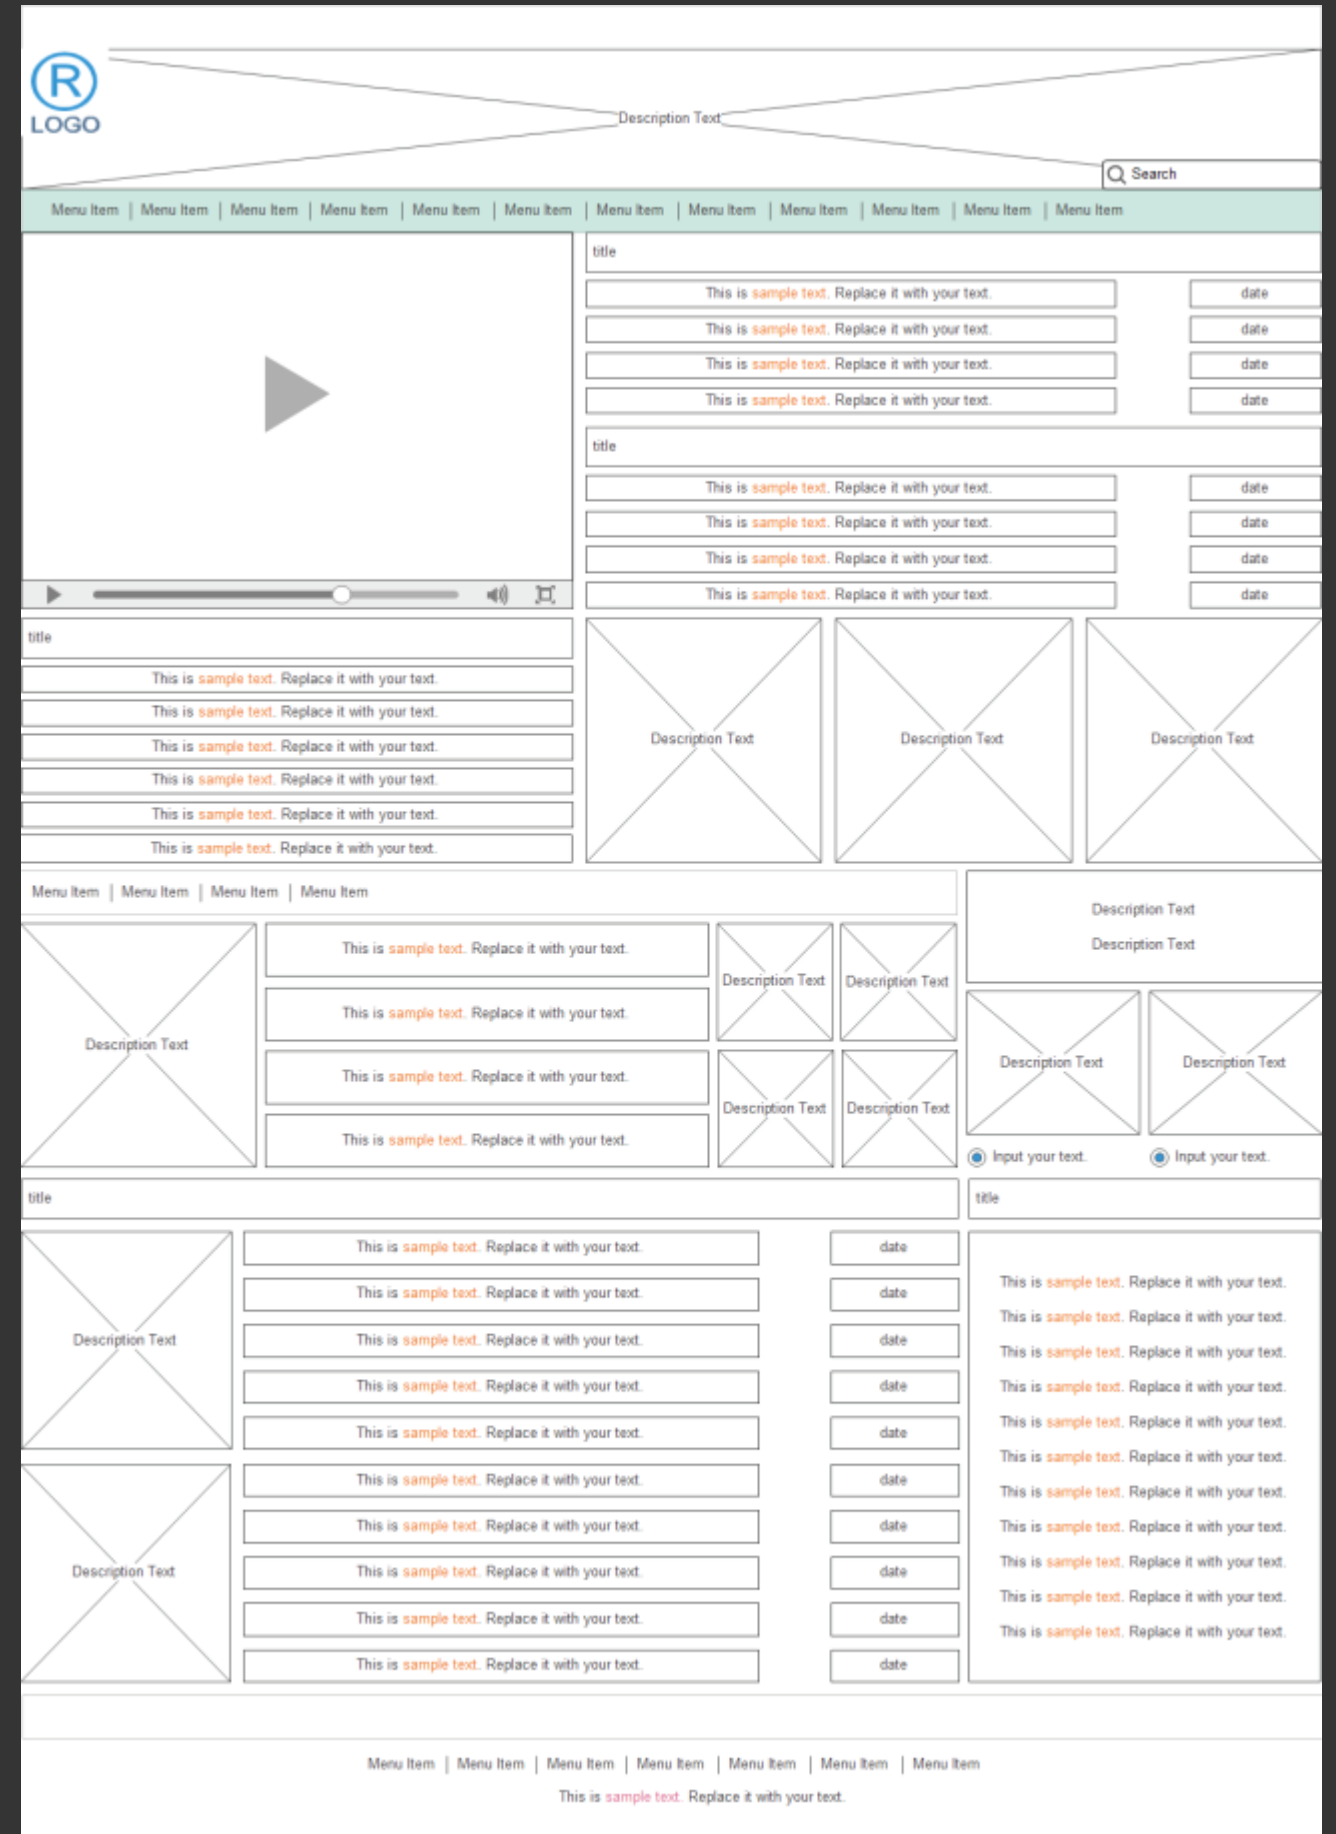 R
LOGO
Description Text
Search
Menu Item | Menu Item | Menu Item | Menu Item | Menu Item | Menu Item | Menu Item | Menu Item | Menu Item | Menu Item | Menu Item | Menu Item
title
This is sample text. Replace it with your text. date
This is sample text. Replace it with your text. date
This is sample text. Replace it with your text. date
This is sample text. Replace it with your text. date
title
This is sample text. Replace it with your text. date
This is sample text. Replace it with your text. date
This is sample text. Replace it with your text. date
This is sample text. Replace it with your text. date
title
This is sample text. Replace it with your text.
This is sample text. Replace it with your text.
This is sample text. Replace it with your text.
This is sample text. Replace it with your text.
This is sample text. Replace it with your text.
This is sample text. Replace it with your text.
Description Text Description Text Description Text
Menu Item | Menu Item | Menu Item | Menu Item
Description Text
This is sample text. Replace it with your text.
This is sample text. Replace it with your text.
This is sample text. Replace it with your text.
This is sample text. Replace it with your text.
Description Text Description Text
Description Text Description Text
Description Text
Description Text
Description Text Description Text
Input your text. Input your text.
title
Description Text
Description Text
This is sample text. Replace it with your text. date
This is sample text. Replace it with your text. date
This is sample text. Replace it with your text. date
This is sample text. Replace it with your text. date
This is sample text. Replace it with your text. date
This is sample text. Replace it with your text. date
This is sample text. Replace it with your text. date
This is sample text. Replace it with your text. date
This is sample text. Replace it with your text. date
This is sample text. Replace it with your text. date
title
This is sample text. Replace it with your text.
This is sample text. Replace it with your text.
This is sample text. Replace it with your text.
This is sample text. Replace it with your text.
This is sample text. Replace it with your text.
This is sample text. Replace it with your text.
This is sample text. Replace it with your text.
This is sample text. Replace it with your text.
This is sample text. Replace it with your text.
This is sample text. Replace it with your text.
This is sample text. Replace it with your text.
Menu Item | Menu Item | Menu Item | Menu Item | Menu Item | Menu Item | Menu Item
This is sample text. Replace it with your text.